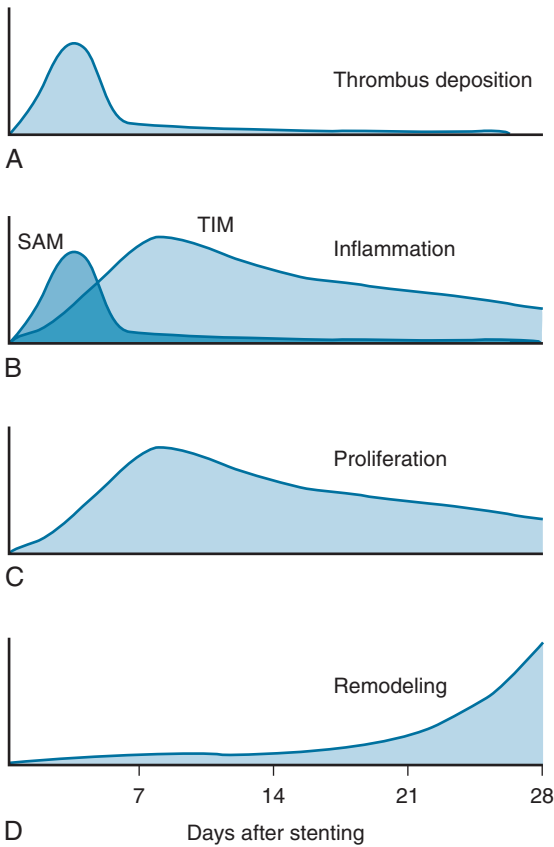 Thrombus deposition
A
SAM
TIM
Inflammation
B
Proliferation
C
Remodeling
7 14 21 28
D
Days after stenting